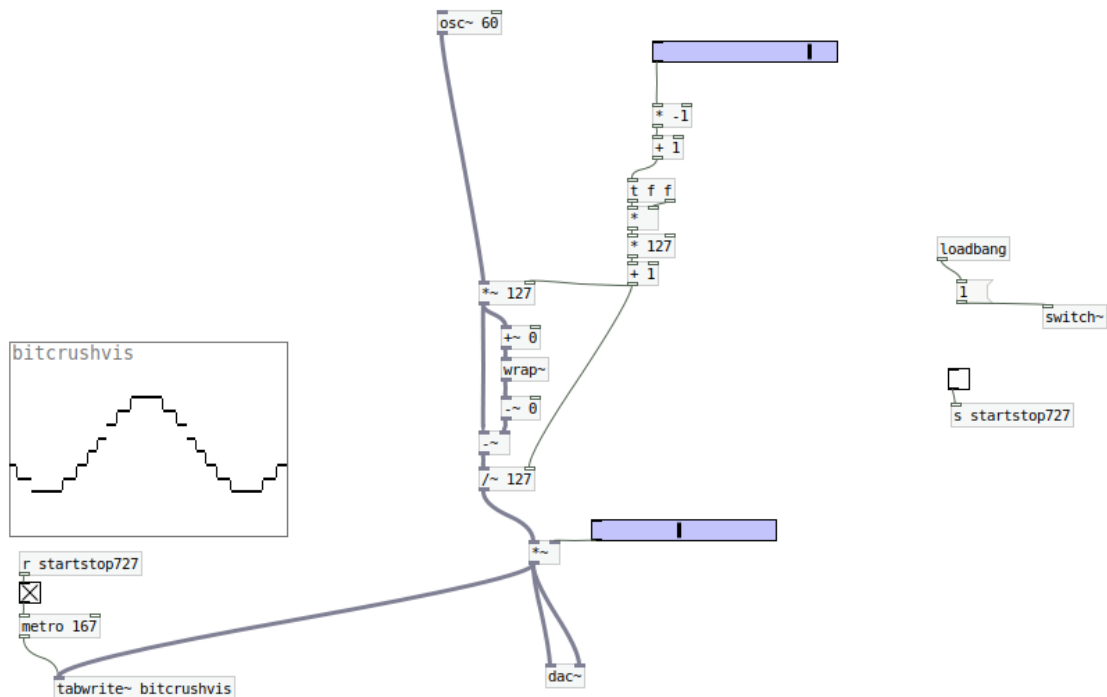 osc~ 60
* -1
+ 1
t f f
*
* 127
+ 1
loadbang
*~ 127
1
switch~
+~ 0
bitcrushvis
wrap~
-~ 0
s startstop727
-~
/~ 127
*~
r startstop727
metro 167
dac~
tabwrite~ bitcrushvis